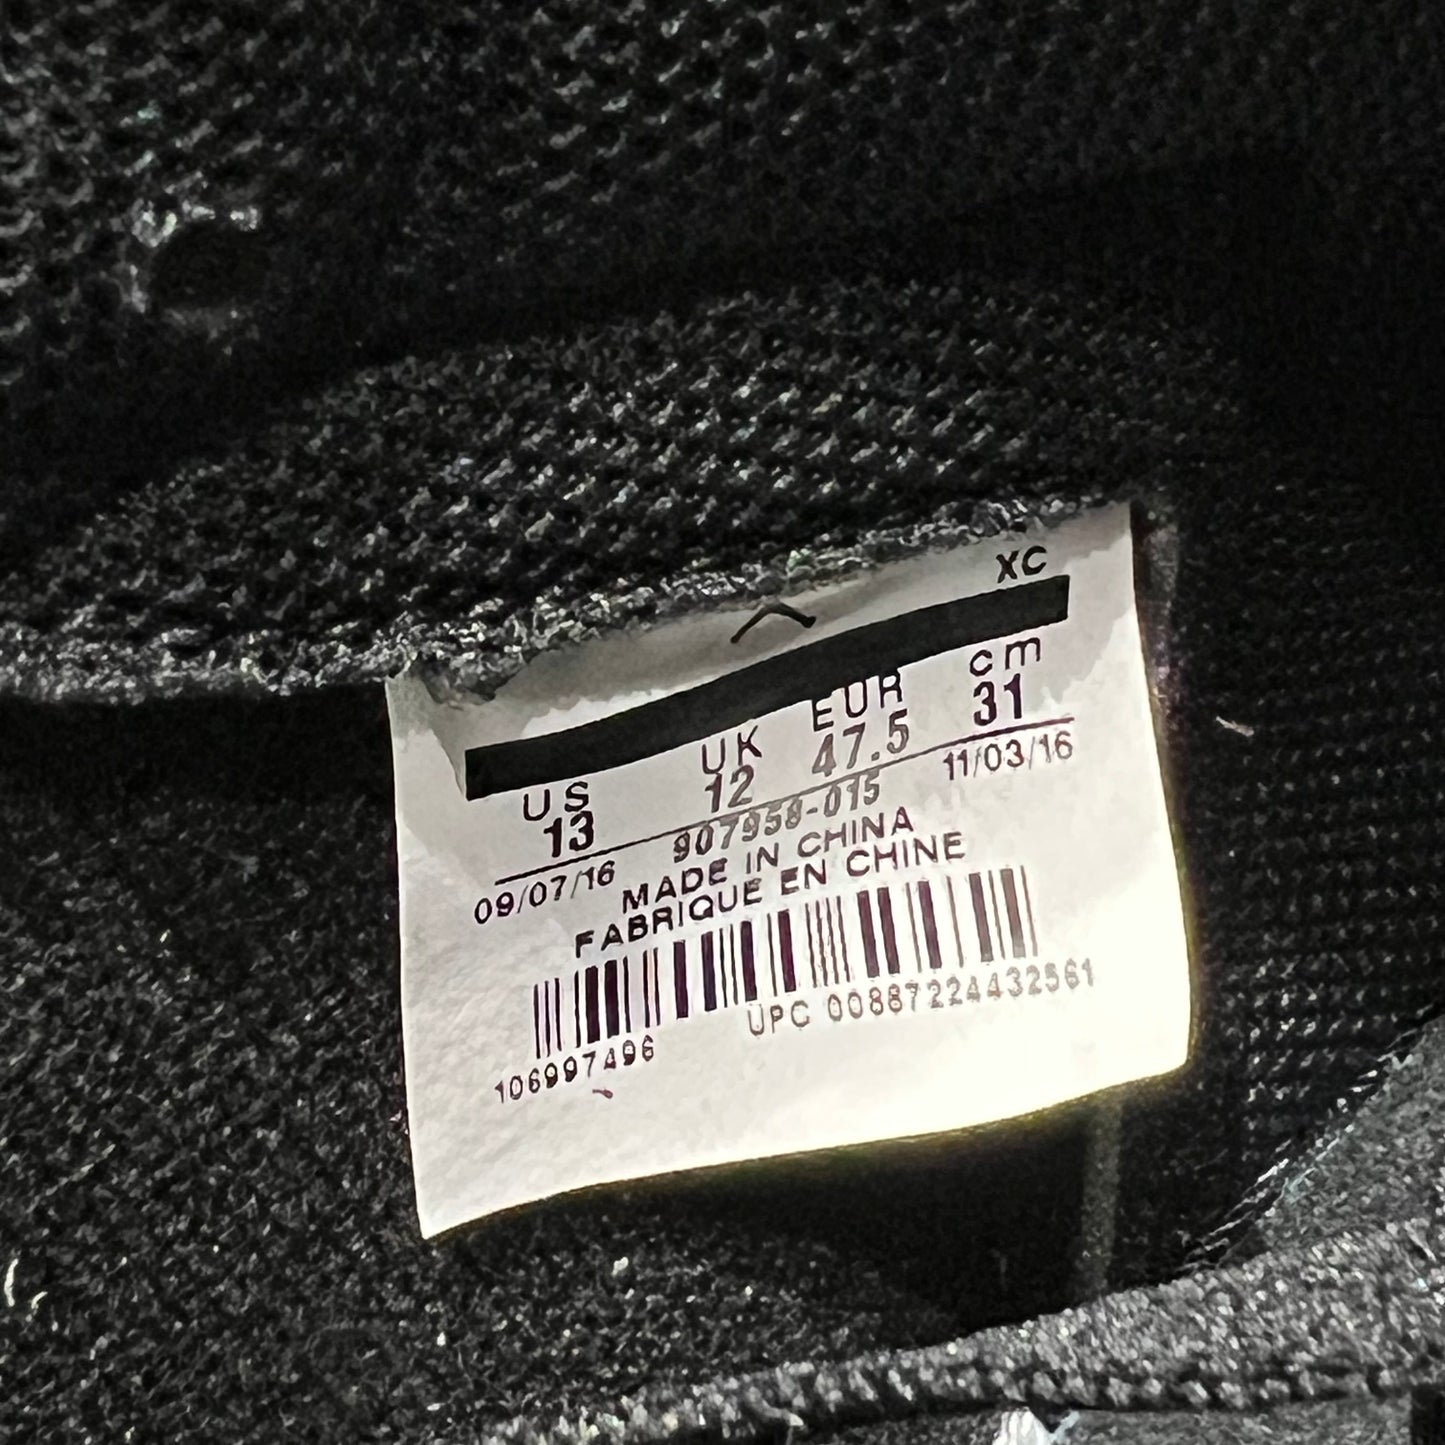 XC
US UK EUR cm
13 12 47.5 31
09/07/16 907958-015 11/03/16
MADE IN CHINA
FABRIQUE EN CHINE
UPC 00887224432561
106997496